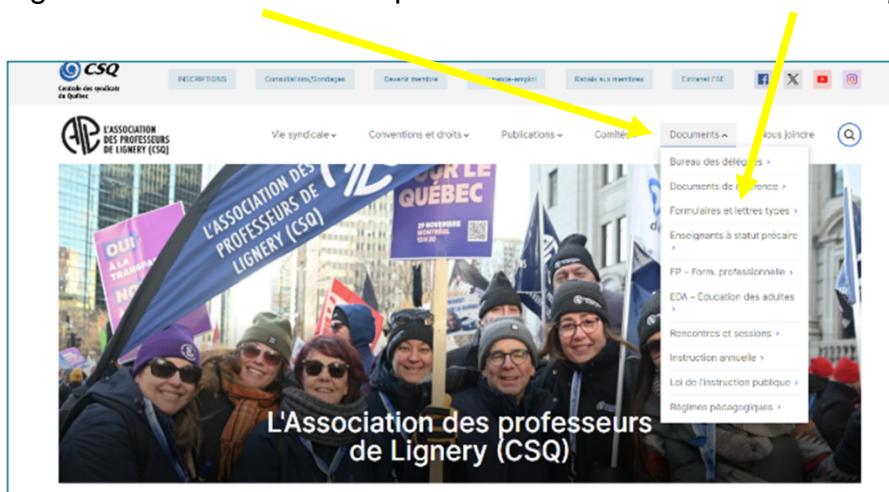 CSQ
Centrale des syndicats
du Québec
INSCRIPTIONS
Consultations/Sondages
Devenir membre
Rabais aux membres
Extranet CSQ
L'ASSOCIATION
DES PROFESSEURS
DE LIGNERY (CSQ)
Vie syndicale
Conventions et droits
Publications
Comités
Documents
Nous joindre
Bureau des délégués
Documents de référence
Formulaires et lettres types
Enseignants à statut précaire
FP – Form. professionnelle
EDA – Éducation des adultes
Rencontres et sessions
Instruction annuelle
Loi de l'instruction publique
Régimes pédagogiques
L'ASSOCIATION DES
PROFESSEURS DE
LIGNERY (CSQ)
POUR LE
QUÉBEC
29 NOVEMBRE
MONTRÉAL
13H30
OUI
À LA
L'Association des professeurs
de Lignery (CSQ)